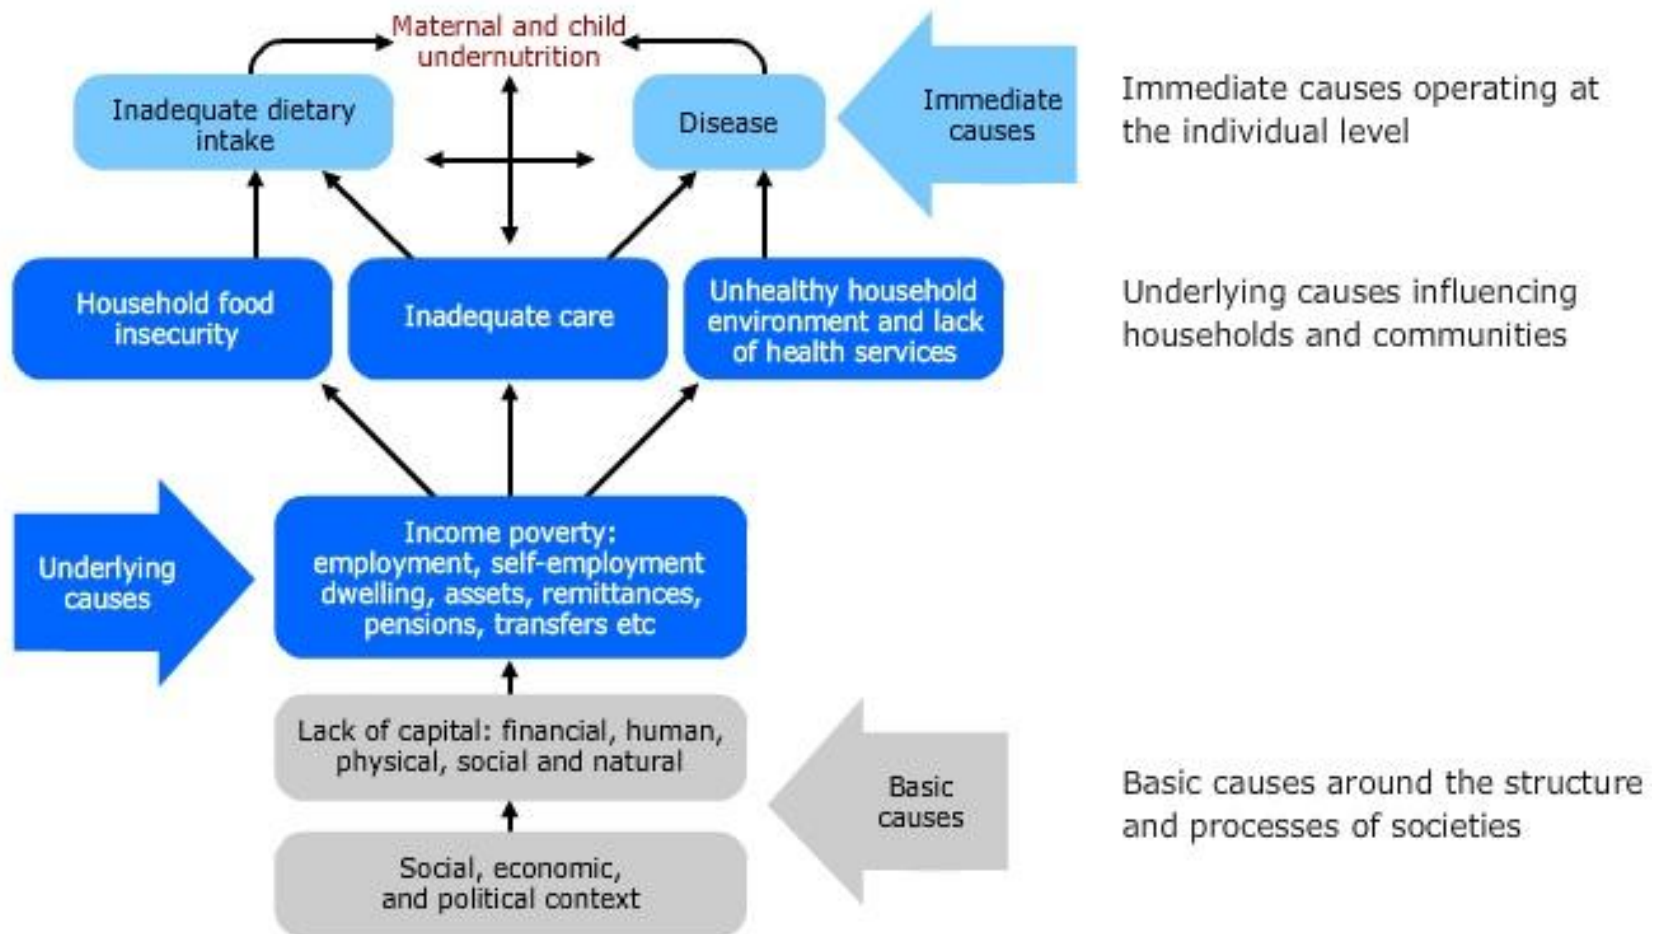 Maternal and child
undernutrition
Inadequate dietary
intake
Disease
Immediate
causes
Immediate causes operating at
the individual level
Household food
insecurity
Inadequate care
Unhealthy household
environment and lack
of health services
Underlying causes influencing
households and communities
Underlying
causes
Income poverty:
employment, self-employment
dwelling, assets, remittances,
pensions, transfers etc
Lack of capital: financial, human,
physical, social and natural
Basic
causes
Basic causes around the structure
and processes of societies
Social, economic,
and political context